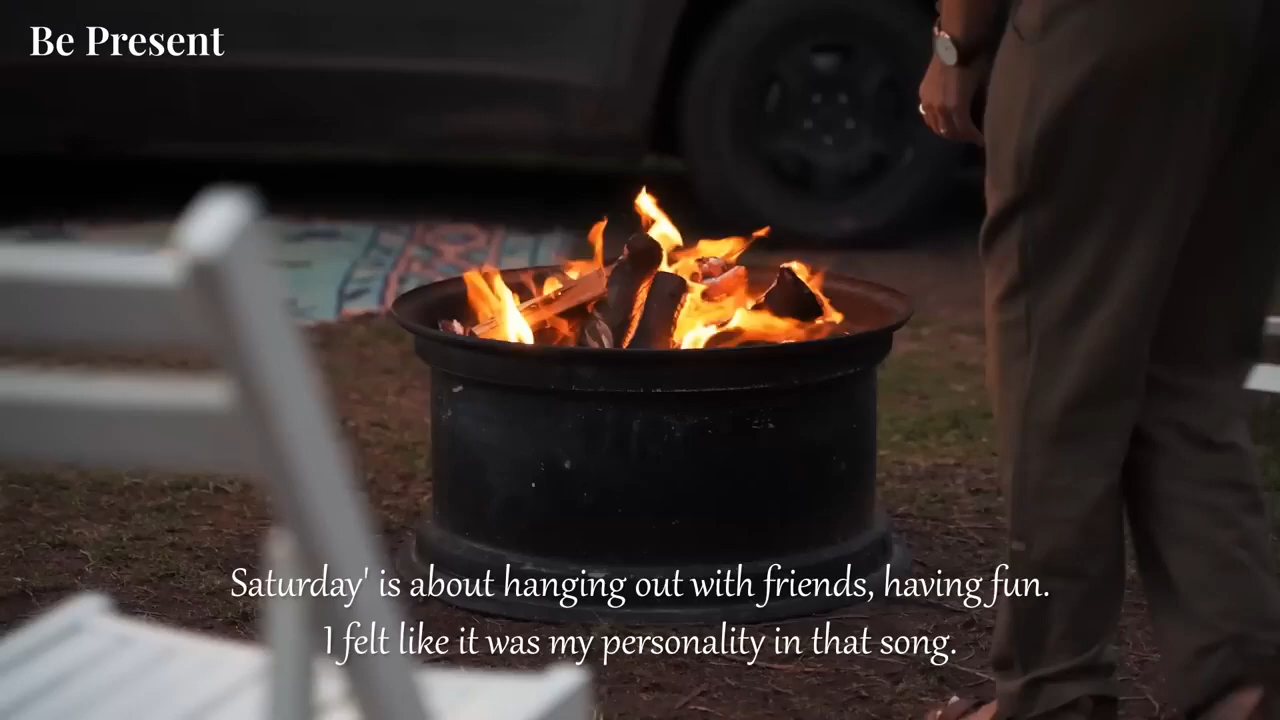 Be Present
Saturday' is about hanging out with friends, having fun.
I felt like it was my personality in that song.